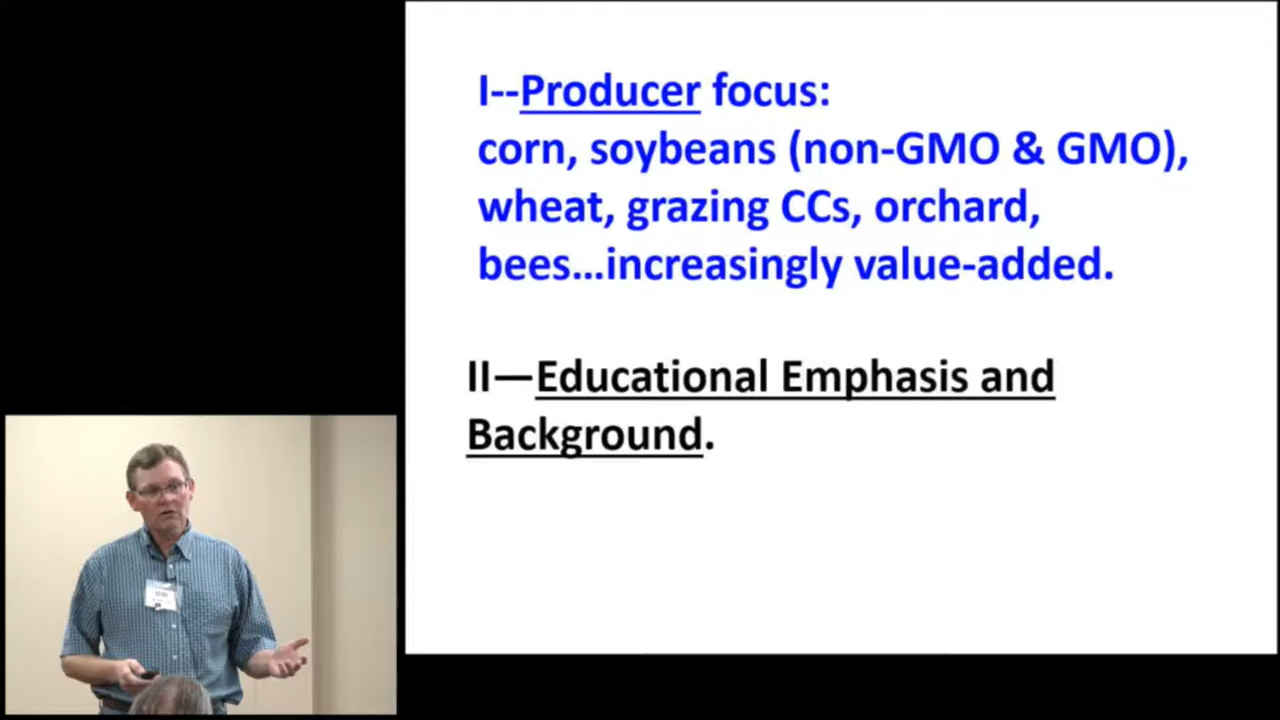 I--Producer focus:
corn, soybeans (non-GMO & GMO),
wheat, grazing CCs, orchard,
bees...increasingly value-added.
II—Educational Emphasis and
Background.